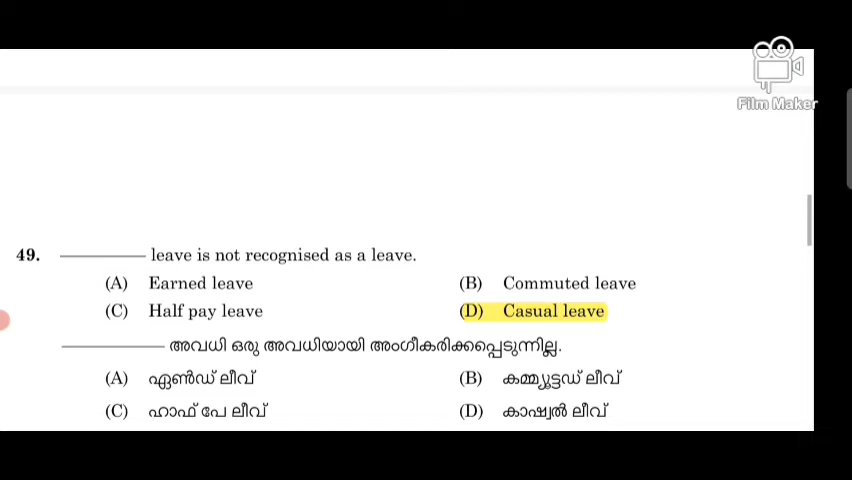 Film Maker
49. ———— leave is not recognised as a leave.
(A) Earned leave (B) Commuted leave
(C) Half pay leave (D) Casual leave
———— അവധി ഒരു അവധിയായി അംഗീകരിക്കപ്പെടുന്നില്ല.
(A) ഏൺഡ് ലീവ് (B) കമ്മ്യൂട്ടഡ് ലീവ്
(C) ഹാഫ് പേ ലീവ് (D) കാഷ്വൽ ലീവ്